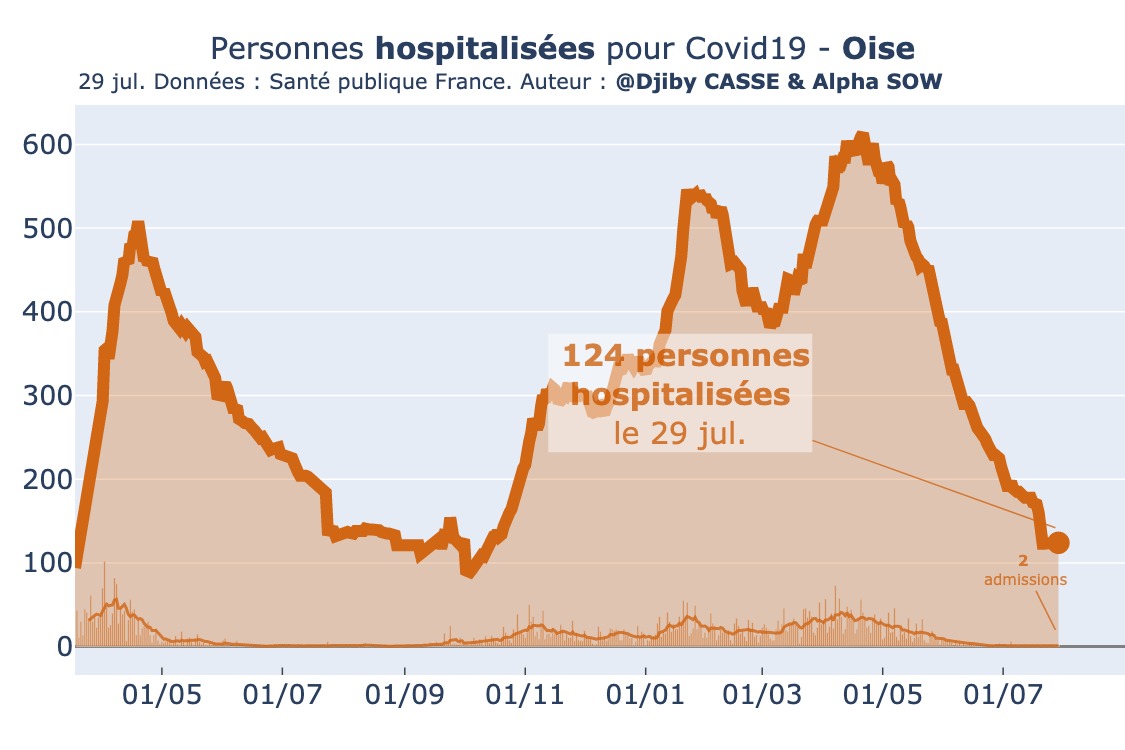 Personnes hospitalisées pour Covid19 - Oise
29 jul. Données : Santé publique France. Auteur : @Djiby CASSE & Alpha SOW
600
500
400
300
200
100
0
124 personnes
hospitalisées
le 29 jul.
2
admissions
01/05 01/07 01/09 01/11 01/01 01/03 01/05 01/07